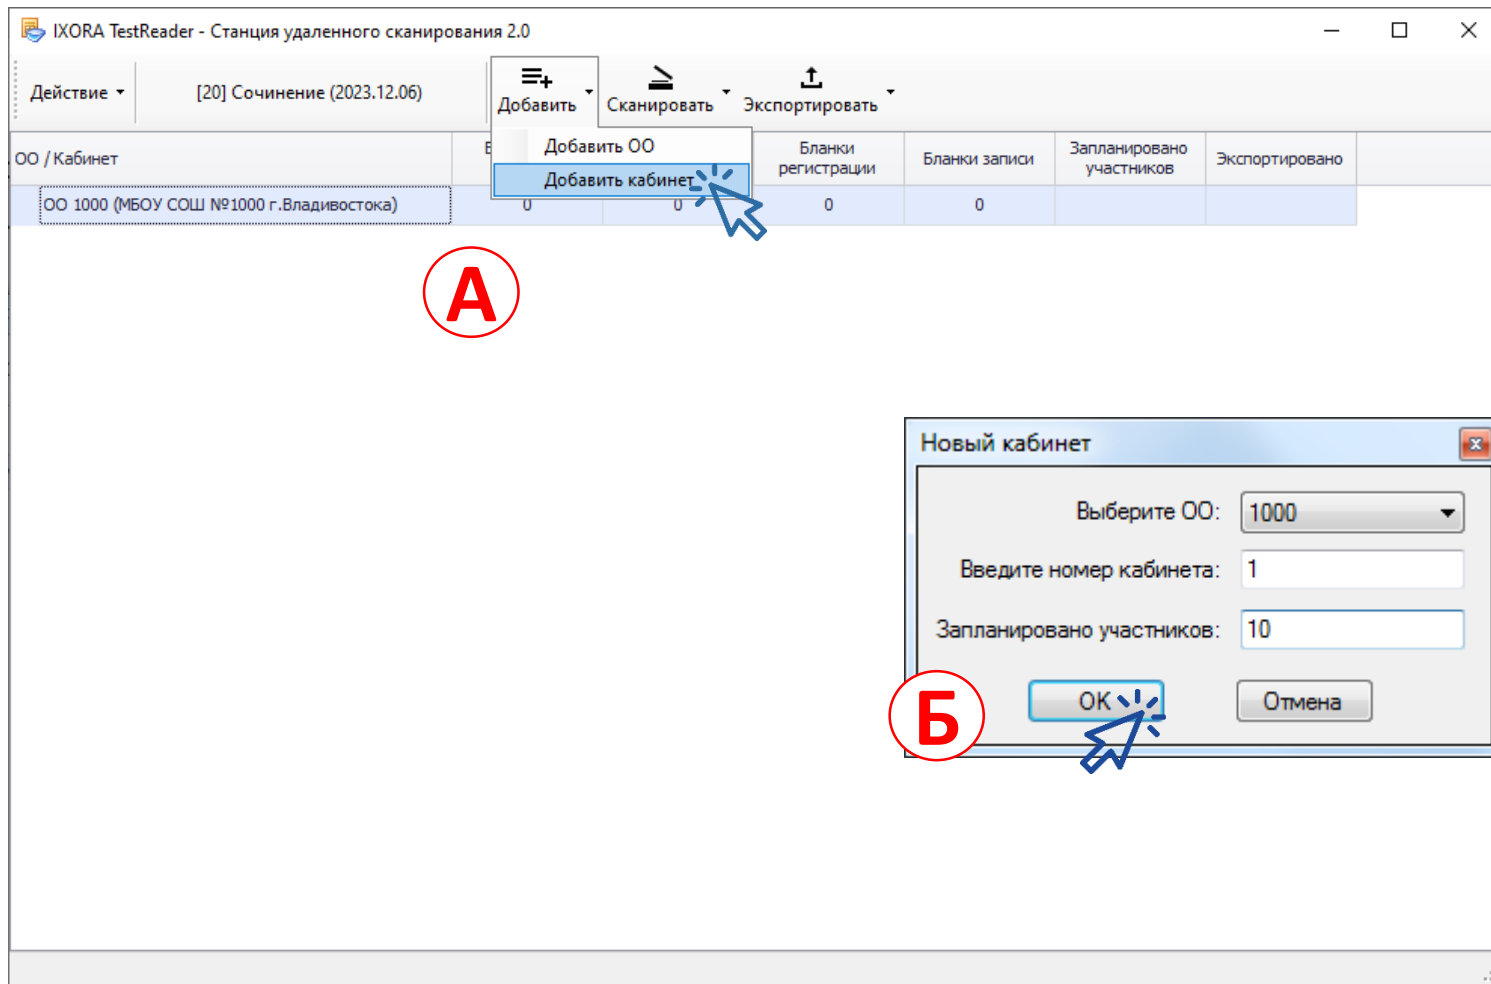 IXORA TestReader - Станция удаленного сканирования 2.0
Действие
[20] Сочинение (2023.12.06)
Добавить
Сканировать
Экспортировать
Добавить ОО
Добавить кабинет
ОО / Кабинет
Бланки
регистрации
Бланки записи
Запланировано
участников
Экспортировано
ОО 1000 (МБОУ СОШ №1000 г.Владивостока)
0
0
0
0
А
Новый кабинет
Выберите ОО:
1000
Введите номер кабинета:
1
Запланировано участников:
10
Б
OK
Отмена